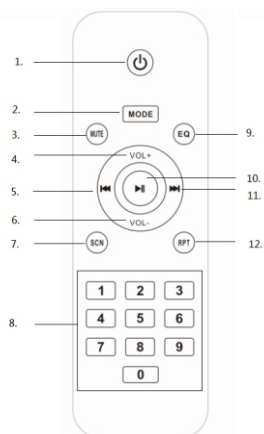 1.
2. MODE
3. MUTE EQ 9.
4. VOL+
10.
5. 11.
6. VOL-
7. SCN RPT 12.
1 2 3
8. 4 5 6
7 8 9
0